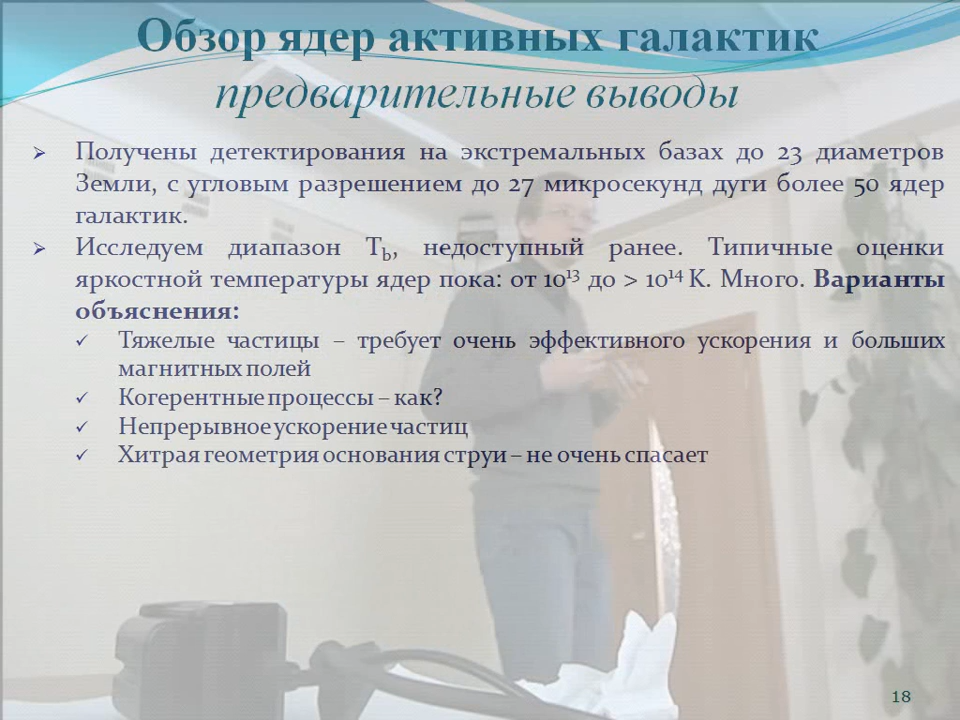 Обзор ядер активных галактик
предварительные выводы
➢ Получены детектирования на экстремальных базах до 23 диаметров
Земли, с угловым разрешением до 27 микросекунд дуги более 50 ядер
галактик.
➢ Исследуем диапазон T_b, недоступный ранее. Типичные оценки
яркостной температуры ядер пока: от 10¹³ до > 10¹⁴ K. Много. Варианты
объяснения:
✓ Тяжелые частицы – требует очень эффективного ускорения и больших
магнитных полей
✓ Когерентные процессы – как?
✓ Непрерывное ускорение частиц
✓ Хитрая геометрия основания струи – не очень спасает
18